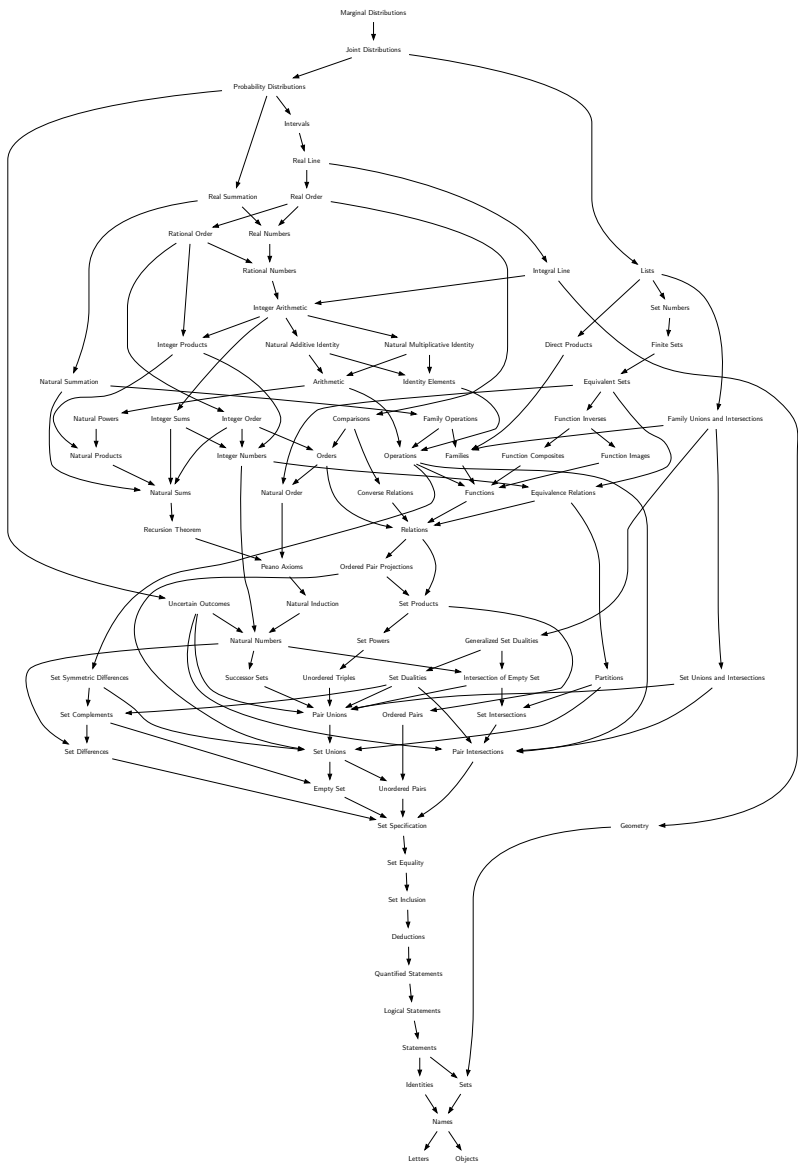 Marginal Distributions
Joint Distributions
Probability Distributions
Intervals
Real Line
Real Summation
Real Order
Rational Order
Real Numbers
Rational Numbers
Integral Line
Lists
Integer Arithmetic
Set Numbers
Integer Products
Natural Additive Identity
Natural Multiplicative Identity
Direct Products
Finite Sets
Natural Summation
Arithmetic
Identity Elements
Equivalent Sets
Natural Powers
Integer Sums
Integer Order
Comparisons
Family Operations
Function Inverses
Family Unions and Intersections
Natural Products
Integer Numbers
Orders
Operations
Families
Function Composites
Function Images
Natural Sums
Natural Order
Converse Relations
Functions
Equivalence Relations
Recursion Theorem
Relations
Peano Axioms
Ordered Pair Projections
Uncertain Outcomes
Natural Induction
Set Products
Natural Numbers
Set Powers
Generalized Set Dualities
Set Symmetric Differences
Successor Sets
Unordered Triples
Set Dualities
Intersection of Empty Set
Partitions
Set Unions and Intersections
Set Complements
Pair Unions
Ordered Pairs
Set Intersections
Set Differences
Set Unions
Pair Intersections
Empty Set
Unordered Pairs
Set Specification
Geometry
Set Equality
Set Inclusion
Deductions
Quantified Statements
Logical Statements
Statements
Identities
Sets
Names
Letters
Objects